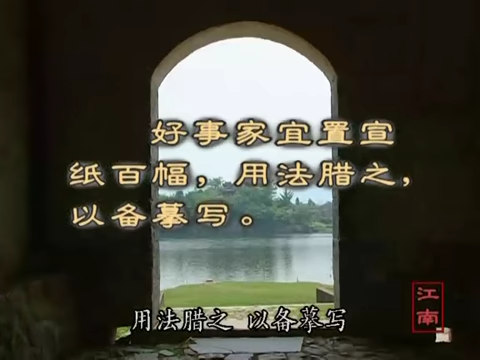 好事家宜置宣
纸百幅，用法腊之，
以备摹写。
江南
用法腊之 以备摹写